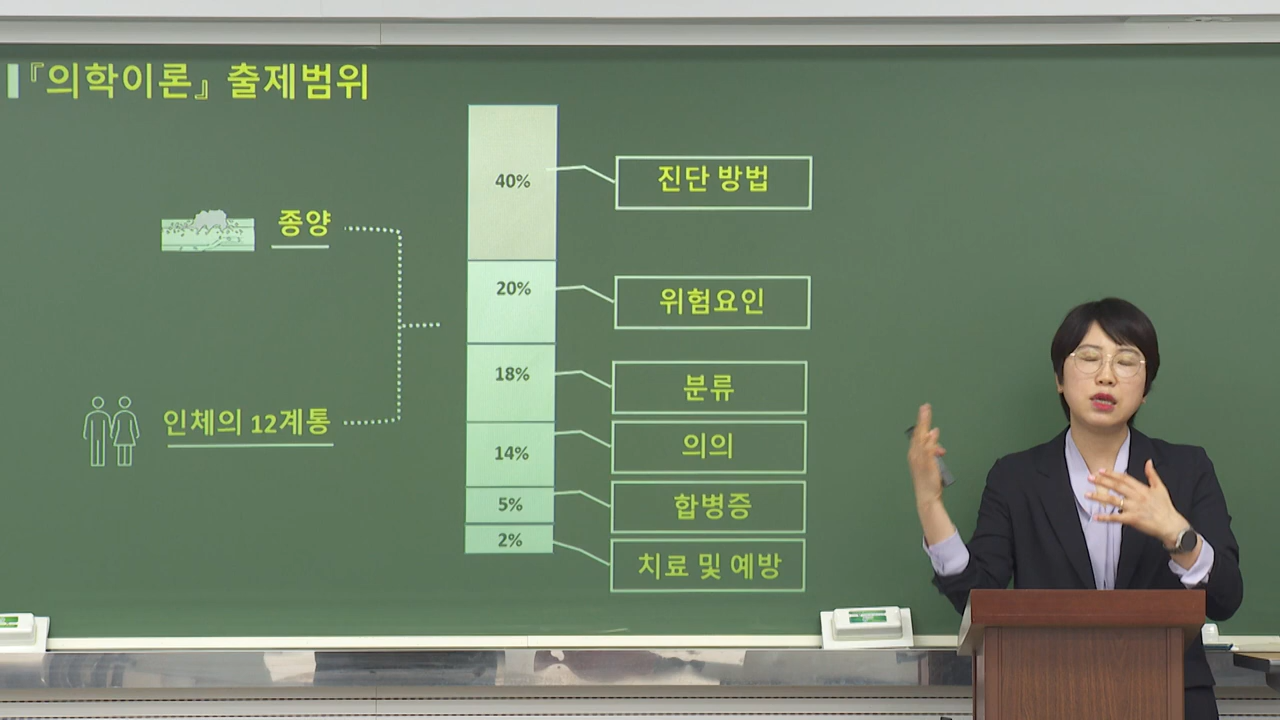 『의학이론』 출제범위
종양
인체의 12계통
40% 진단 방법
20% 위험요인
18% 분류
14% 의의
5% 합병증
2% 치료 및 예방